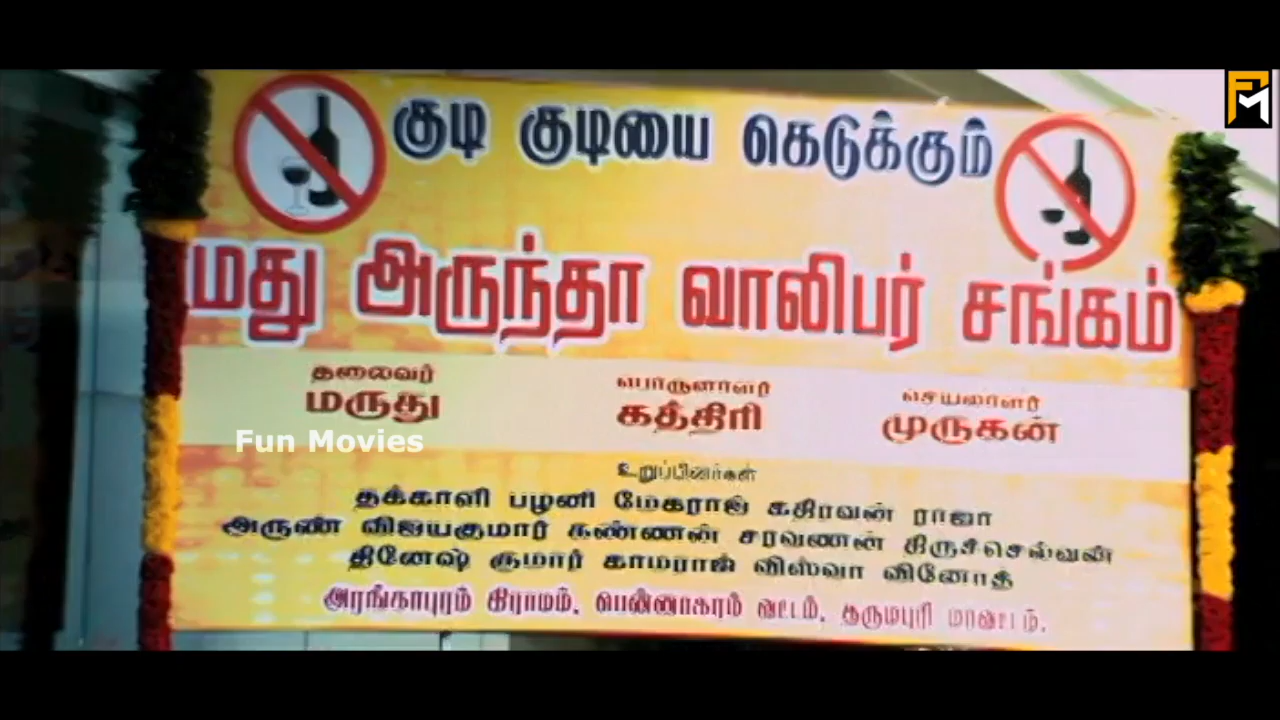 குடி குடியை கெடுக்கும்
மது அருந்தா வாலிபர் சங்கம்
தலைவர் பொருளாளர் செயலாளர்
மருது கத்திரி முருகன்
Fun Movies
உறுப்பினர்கள்
தக்காளி பழனி மேகராஜ் கதிரவன் ராஜா
அருண் விஜயகுமார் கண்ணன் சரவணன் திருச்செல்வன்
தினேஷ் குமார் காமராஜ் விஸ்வா வினோத்
அரங்காபுரம் கிராமம், பென்னாகரம் வட்டம், தருமபுரி மாவட்டம்.
FM